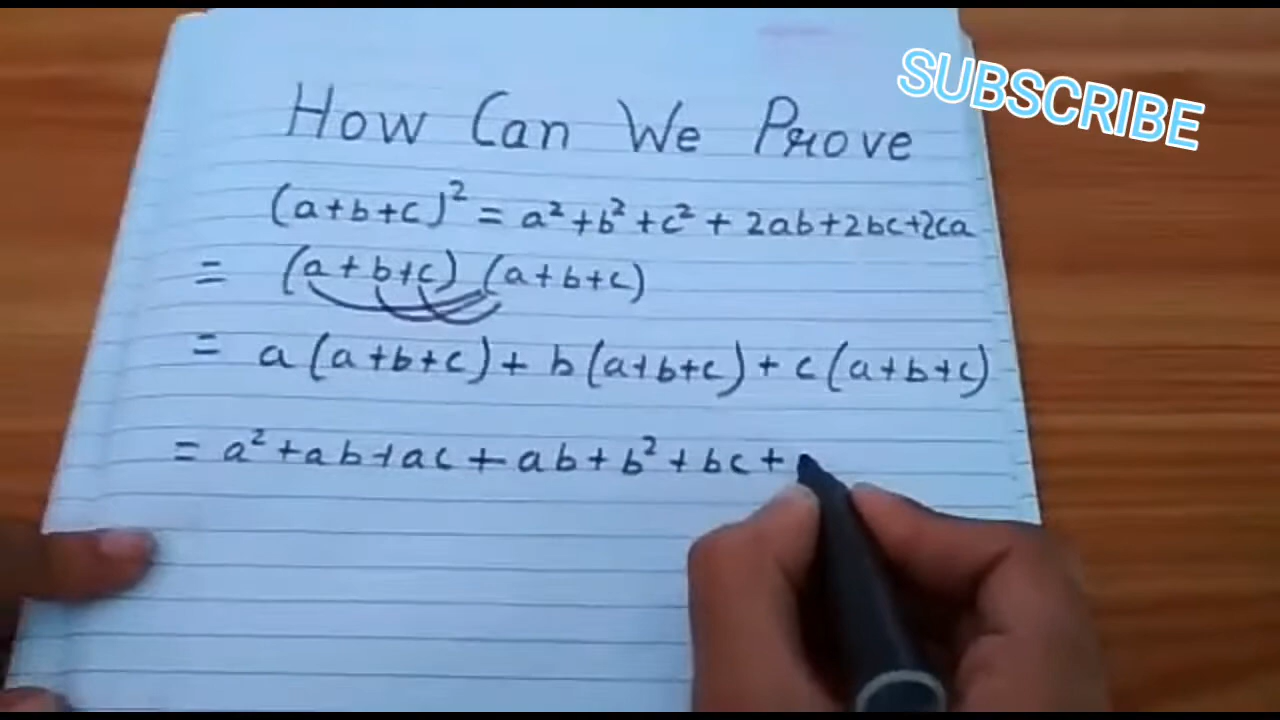 SUBSCRIBE
How Can We Prove
(a+b+c)² = a²+b²+c²+2ab+2bc+2ca
= (a+b+c)(a+b+c)
= a(a+b+c)+b(a+b+c)+c(a+b+c)
= a²+ab+ac+ab+b²+bc+